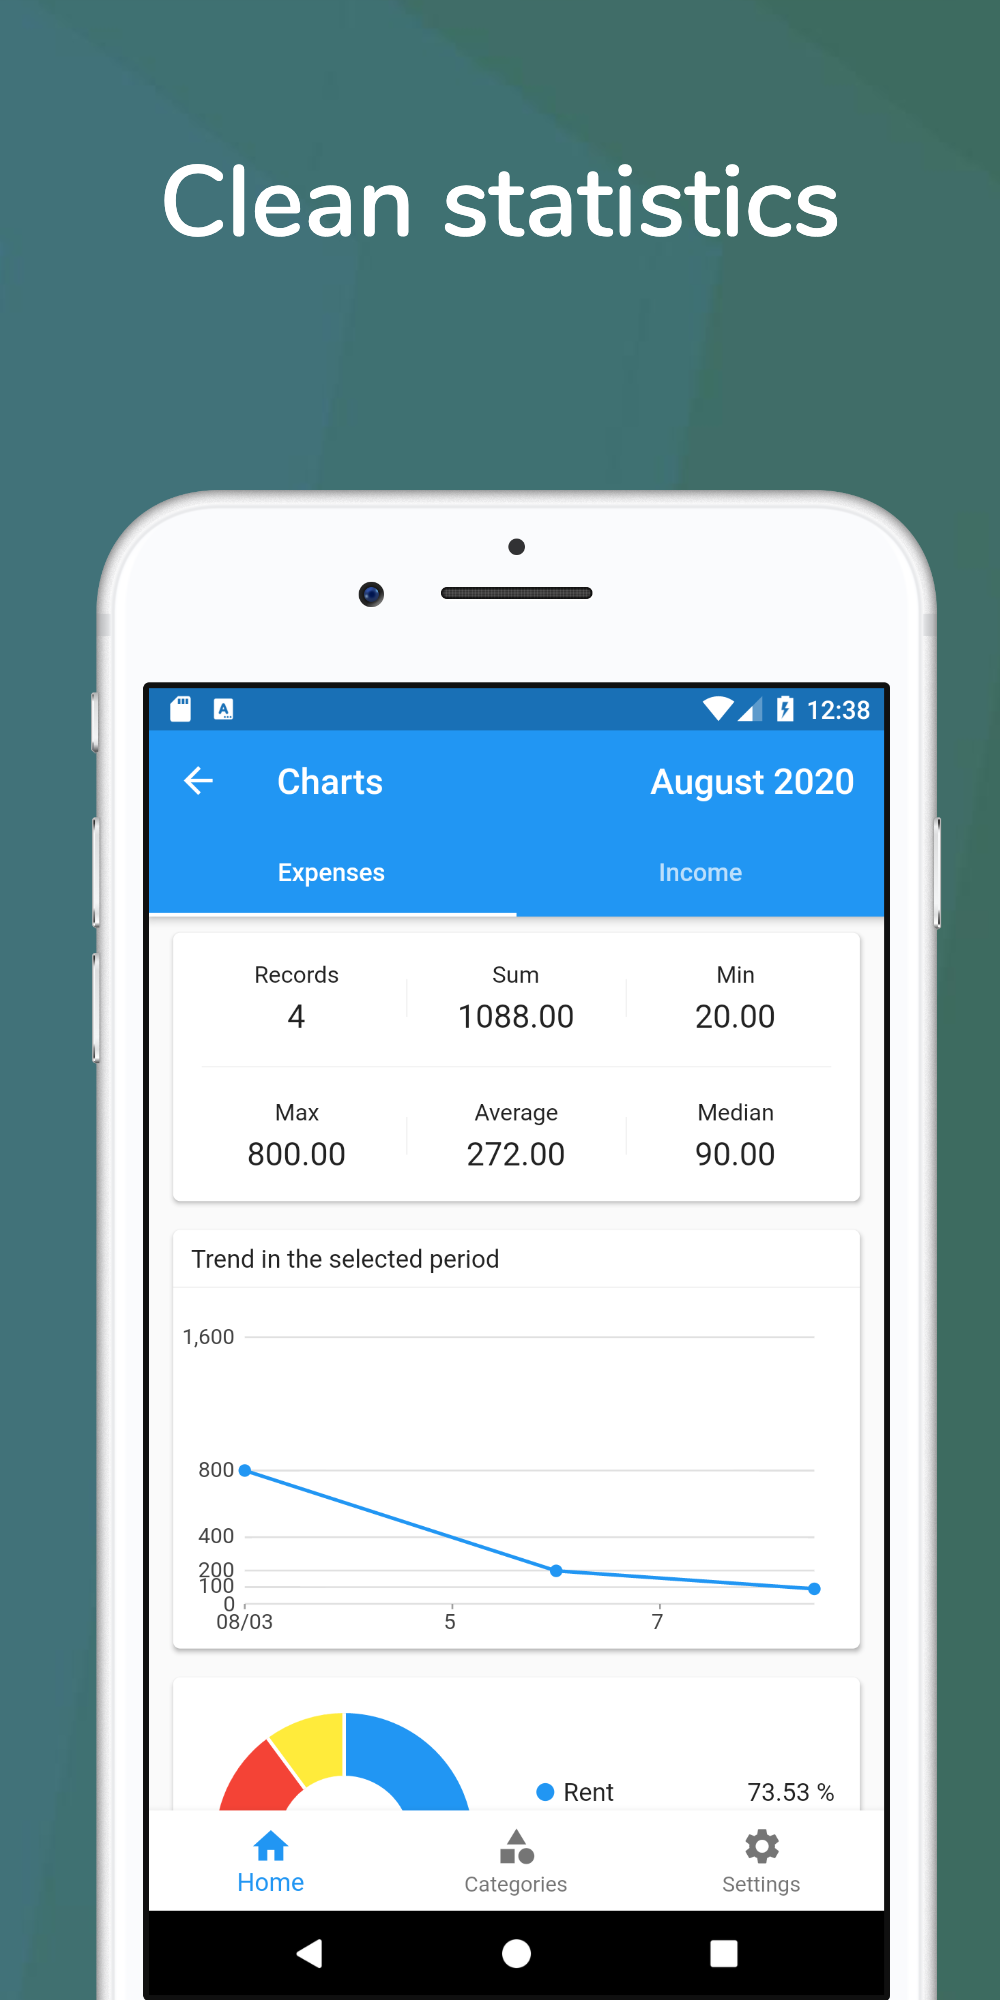 Clean statistics
12:38
Charts August 2020
Expenses Income
Records Sum Min
4 1088.00 20.00
Max Average Median
800.00 272.00 90.00
Trend in the selected period
1,600
800
400
200
100
0
08/03 5 7
Rent 73.53 %
Home Categories Settings